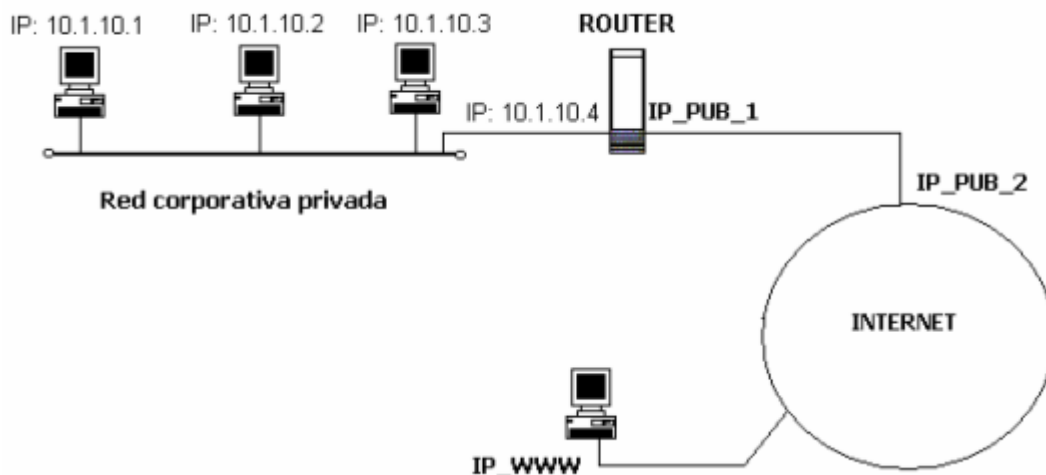 IP: 10.1.10.1
IP: 10.1.10.2
IP: 10.1.10.3
ROUTER
IP: 10.1.10.4
IP_PUB_1
Red corporativa privada
IP_PUB_2
INTERNET
IP_WWW